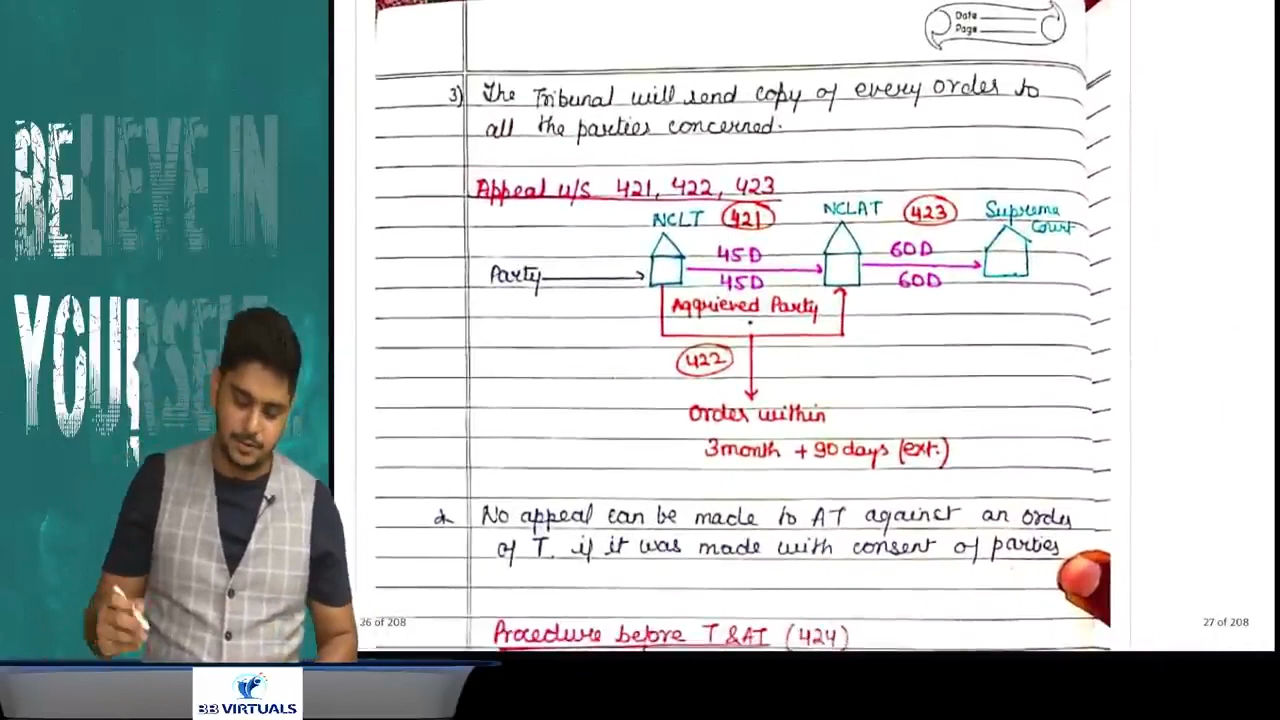 BELIEVE IN
YOURSELF
Date
Page
3) The Tribunal will send copy of every order to
all the parties concerned.
Appeal u/s 421, 422, 423
NCLT 421 NCLAT 423 Supreme
Court
Party 45D 60D
45D 60D
Aggrieved Party
422
Order within
3month + 90 days (ext.)
No appeal can be made to AT against an order
of T. if it was made with consent of parties
26 of 208
27 of 208
Procedure before T & AT (424)
BB VIRTUALS